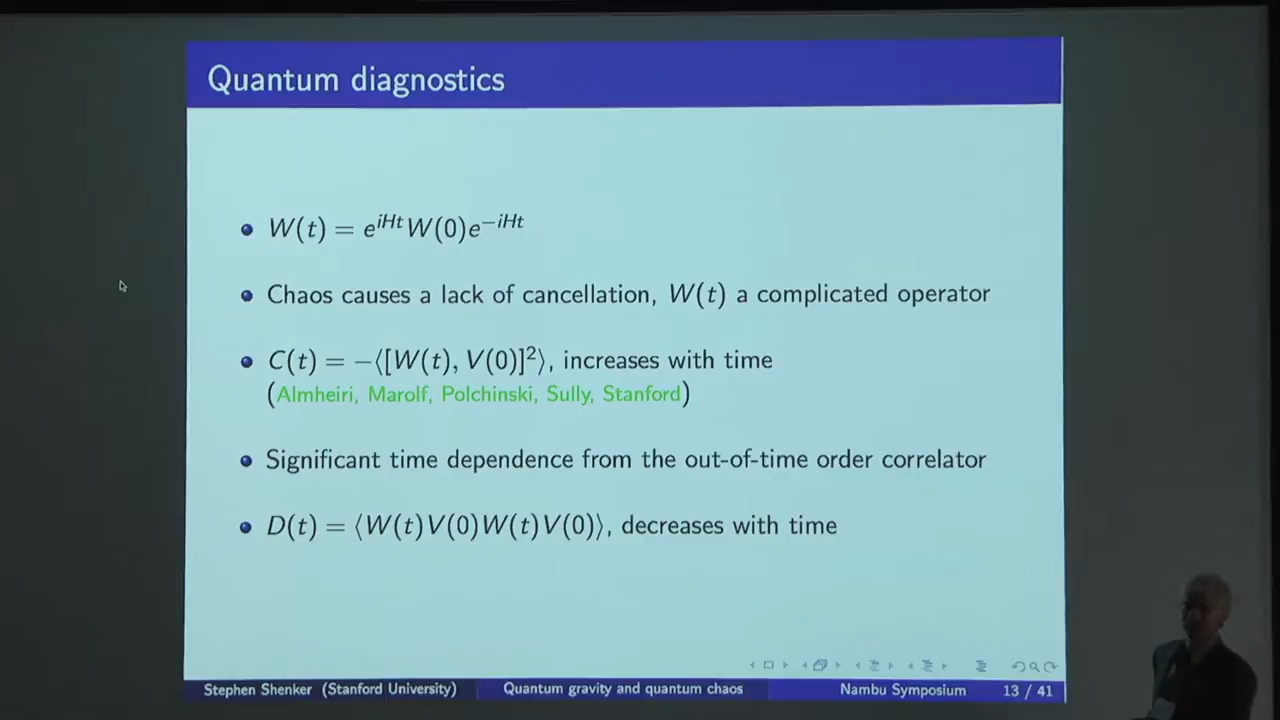 Quantum diagnostics
W(t) = e^{iHt}W(0)e^{−iHt}
Chaos causes a lack of cancellation, W(t) a complicated operator
C(t) = −⟨[W(t), V(0)]²⟩, increases with time
(Almheiri, Marolf, Polchinski, Sully, Stanford)
Significant time dependence from the out-of-time order correlator
D(t) = ⟨W(t)V(0)W(t)V(0)⟩, decreases with time
Stephen Shenker (Stanford University) Quantum gravity and quantum chaos Nambu Symposium 13 / 41